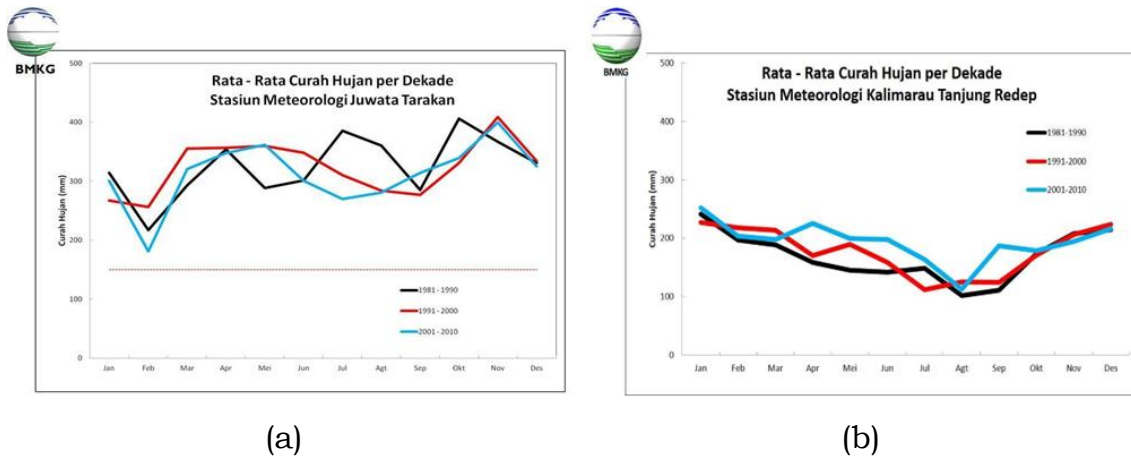 BMKG
Rata - Rata Curah Hujan per Dekade
Stasiun Meteorologi Juwata Tarakan
Curah Hujan (mm)
500
400
300
200
100
0
1981 - 1990
1991 - 2000
2001 - 2010
Jan Feb Mar Apr Mei Jun Jul Agt Sep Okt Nov Des
(a)
BMKG
Rata - Rata Curah Hujan per Dekade
Stasiun Meteorologi Kalimarau Tanjung Redep
Curah Hujan (mm)
500
400
300
200
100
0
1981-1990
1991-2000
2001-2010
Jan Feb Mar Apr Mei Jun Jul Agt Sep Okt Nov Des
(b)